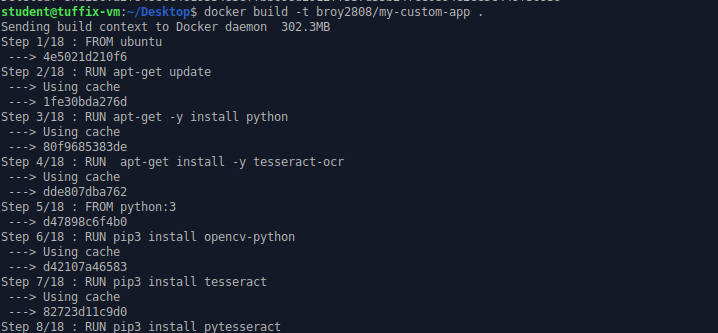 student@tuffix-vm:~/Desktop$ docker build -t broy2808/my-custom-app .
Sending build context to Docker daemon  302.3MB
Step 1/18 : FROM ubuntu
 ---> 4e5021d210f6
Step 2/18 : RUN apt-get update
 ---> Using cache
 ---> 1fe30bda276d
Step 3/18 : RUN apt-get -y install python
 ---> Using cache
 ---> 80f9685383de
Step 4/18 : RUN  apt-get install -y tesseract-ocr
 ---> Using cache
 ---> dde807dba762
Step 5/18 : FROM python:3
 ---> d47898c6f4b0
Step 6/18 : RUN pip3 install opencv-python
 ---> Using cache
 ---> d42107a46583
Step 7/18 : RUN pip3 install tesseract
 ---> Using cache
 ---> 82723d11c9d0
Step 8/18 : RUN pip3 install pytesseract